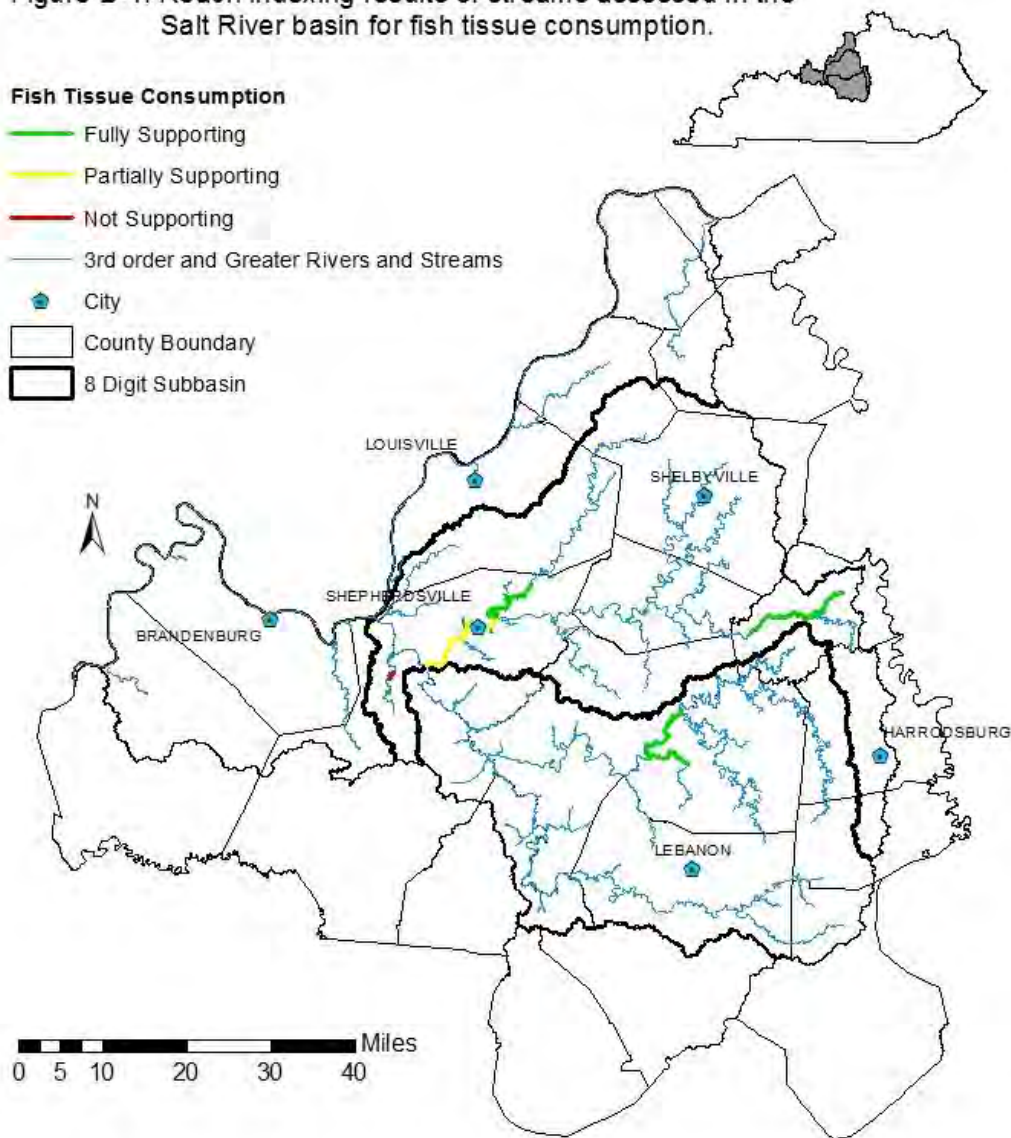 Salt River basin for fish tissue consumption.
Fish Tissue Consumption
Fully Supporting
Partially Supporting
Not Supporting
3rd order and Greater Rivers and Streams
City
County Boundary
8 Digit Subbasin
LOUISVILLE
SHELBYVILLE
N
SHEPHERDSVILLE
BRANDENBURG
HARRODSBURG
LEBANON
Miles
0 5 10 20 30 40